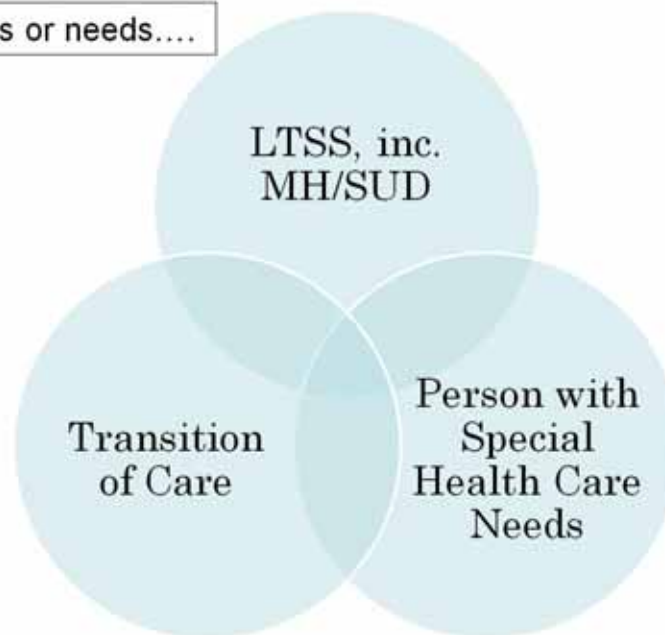 s or needs....
LTSS, inc.
MH/SUD
Transition
of Care
Person with
Special
Health Care
Needs